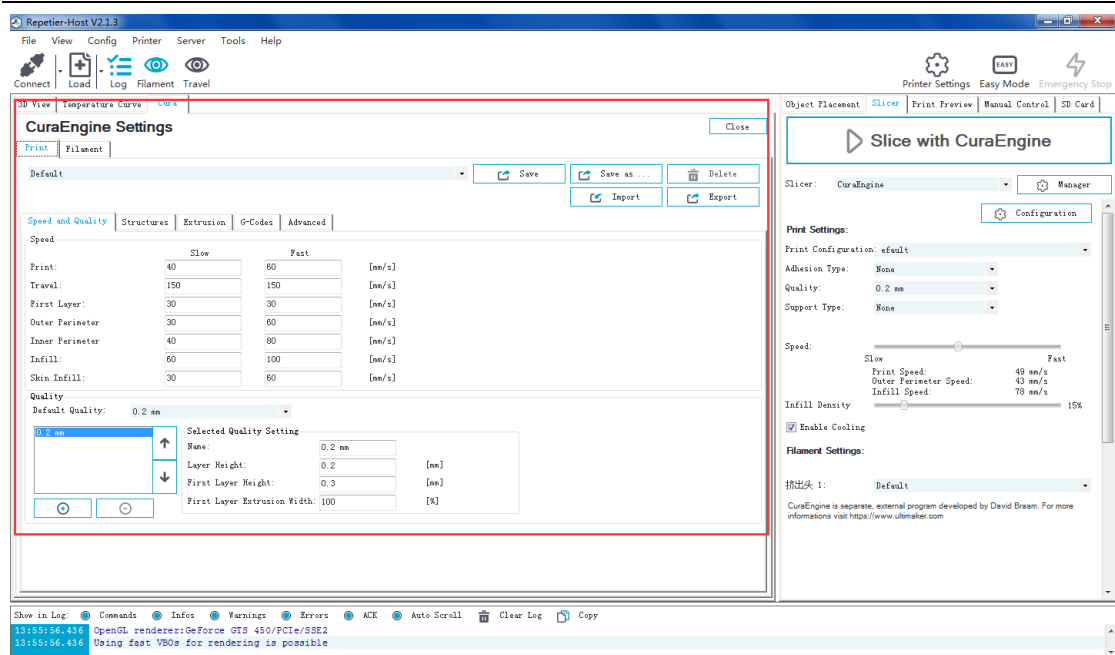 Repetier-Host V2.1.3
File View Config Printer Server Tools Help
Connect Load Log Filament Travel
Printer Settings Easy Mode Emergency Stop
EASY
3D View Temperature Curve Cura
Object Placement Slicer Print Preview Manual Control SD Card
CuraEngine Settings
Close
Print Filament
Default
Save Save as ... Delete
Import Export
Speed and Quality Structures Extrusion G-Codes Advanced
Speed
Slow Fast
Print: 40 60 [mm/s]
Travel: 150 150 [mm/s]
First Layer: 30 30 [mm/s]
Outer Perimeter 30 60 [mm/s]
Inner Perimeter 40 80 [mm/s]
Infill: 60 100 [mm/s]
Skin Infill: 30 60 [mm/s]
Quality
Default Quality: 0.2 mm
0.2 mm
Selected Quality Setting
Name: 0.2 mm
Layer Height: 0.2 [mm]
First Layer Height: 0.3 [mm]
First Layer Extrusion Width: 100 [%]
Slice with CuraEngine
Slicer: CuraEngine Manager
Configuration
Print Settings:
Print Configuration: efault
Adhesion Type: None
Quality: 0.2 mm
Support Type: None
Speed:
Slow Fast
Print Speed: 49 mm/s
Outer Perimeter Speed: 43 mm/s
Infill Speed: 78 mm/s
Infill Density 15%
Enable Cooling
Filament Settings:
挤出头 1: Default
CuraEngine is separate, external program developed by David Braam. For more
informations visit https://www.ultimaker.com
Show in Log: Commands Infos Warnings Errors ACK Auto Scroll Clear Log Copy
13:55:56.436 OpenGL renderer:GeForce GTS 450/PCIe/SSE2
13:55:56.436 Using fast VBOs for rendering is possible